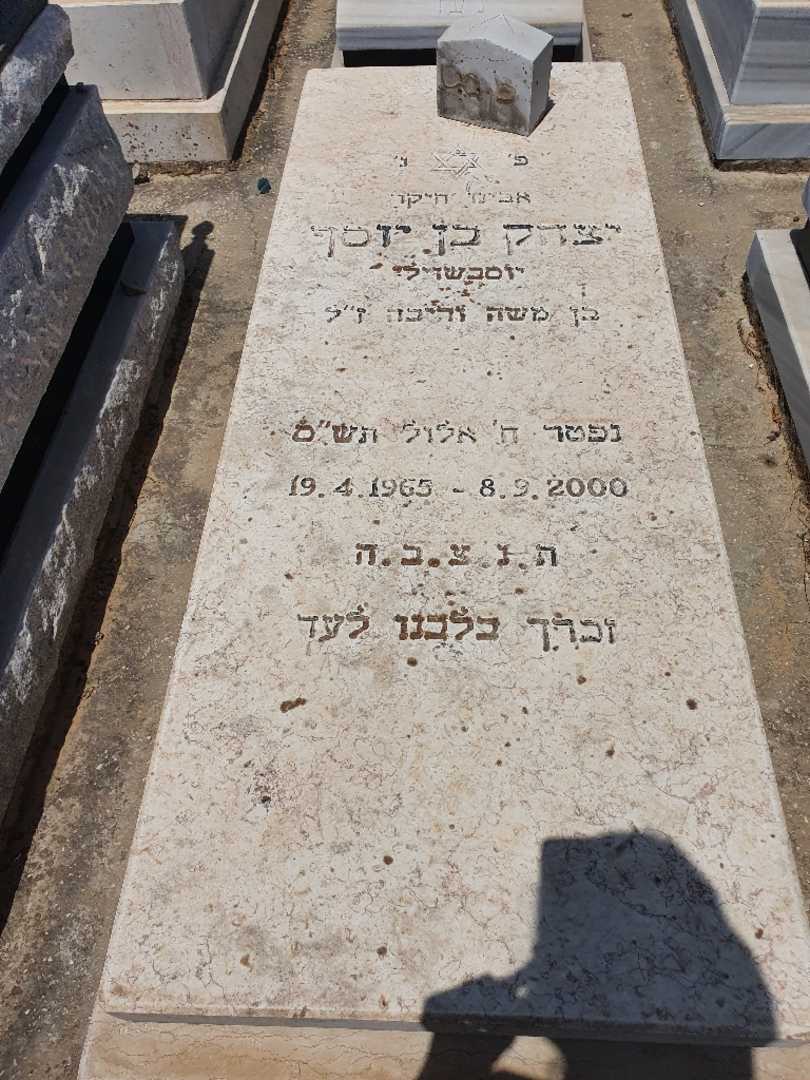 פ' נ'
אבינו היקר
יצחק בן יוסף
יוסבשוילי
בן משה וליבה ז"ל
נפטר ח' אלול תש"ס
19.4.1965 - 8.9.2000
ת.נ.צ.ב.ה
זכרך בלבנו לעד